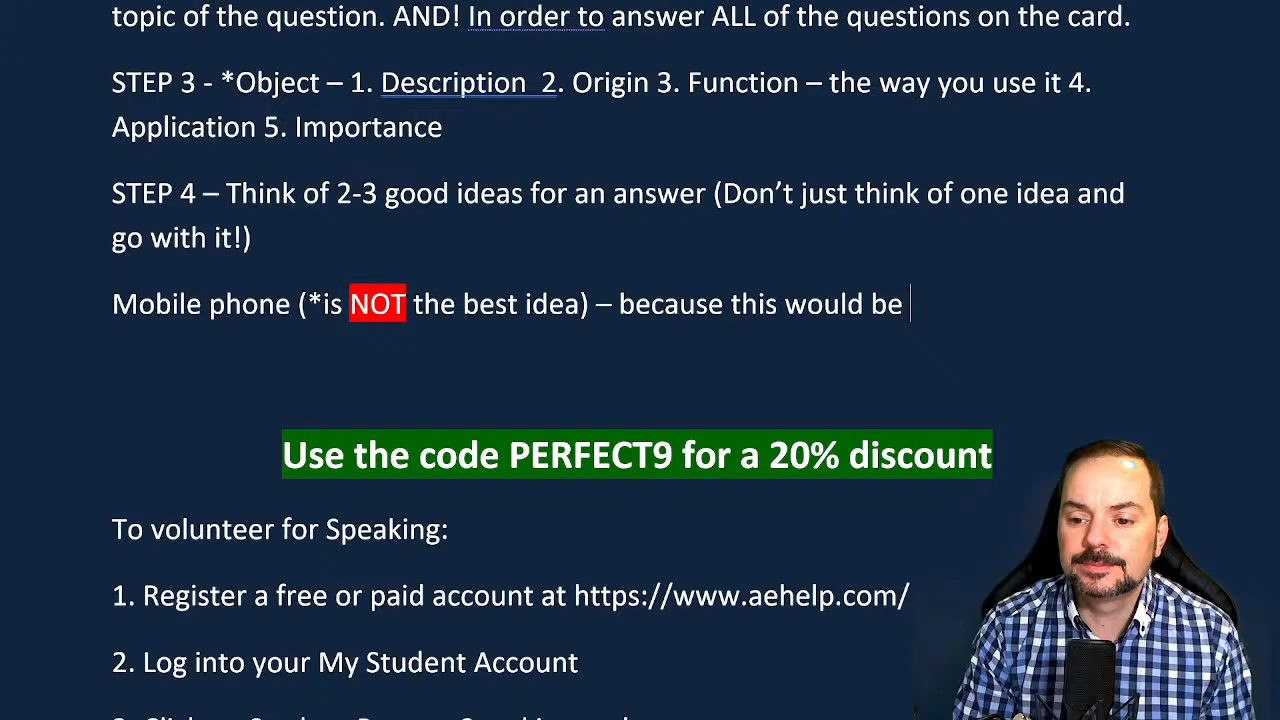 topic of the question. AND! In order to answer ALL of the questions on the card.
STEP 3 - *Object – 1. Description  2. Origin 3. Function – the way you use it 4.
Application 5. Importance
STEP 4 – Think of 2-3 good ideas for an answer (Don’t just think of one idea and
go with it!)
Mobile phone (*is NOT the best idea) – because this would be
Use the code PERFECT9 for a 20% discount
To volunteer for Speaking:
1. Register a free or paid account at https://www.aehelp.com/
2. Log into your My Student Account